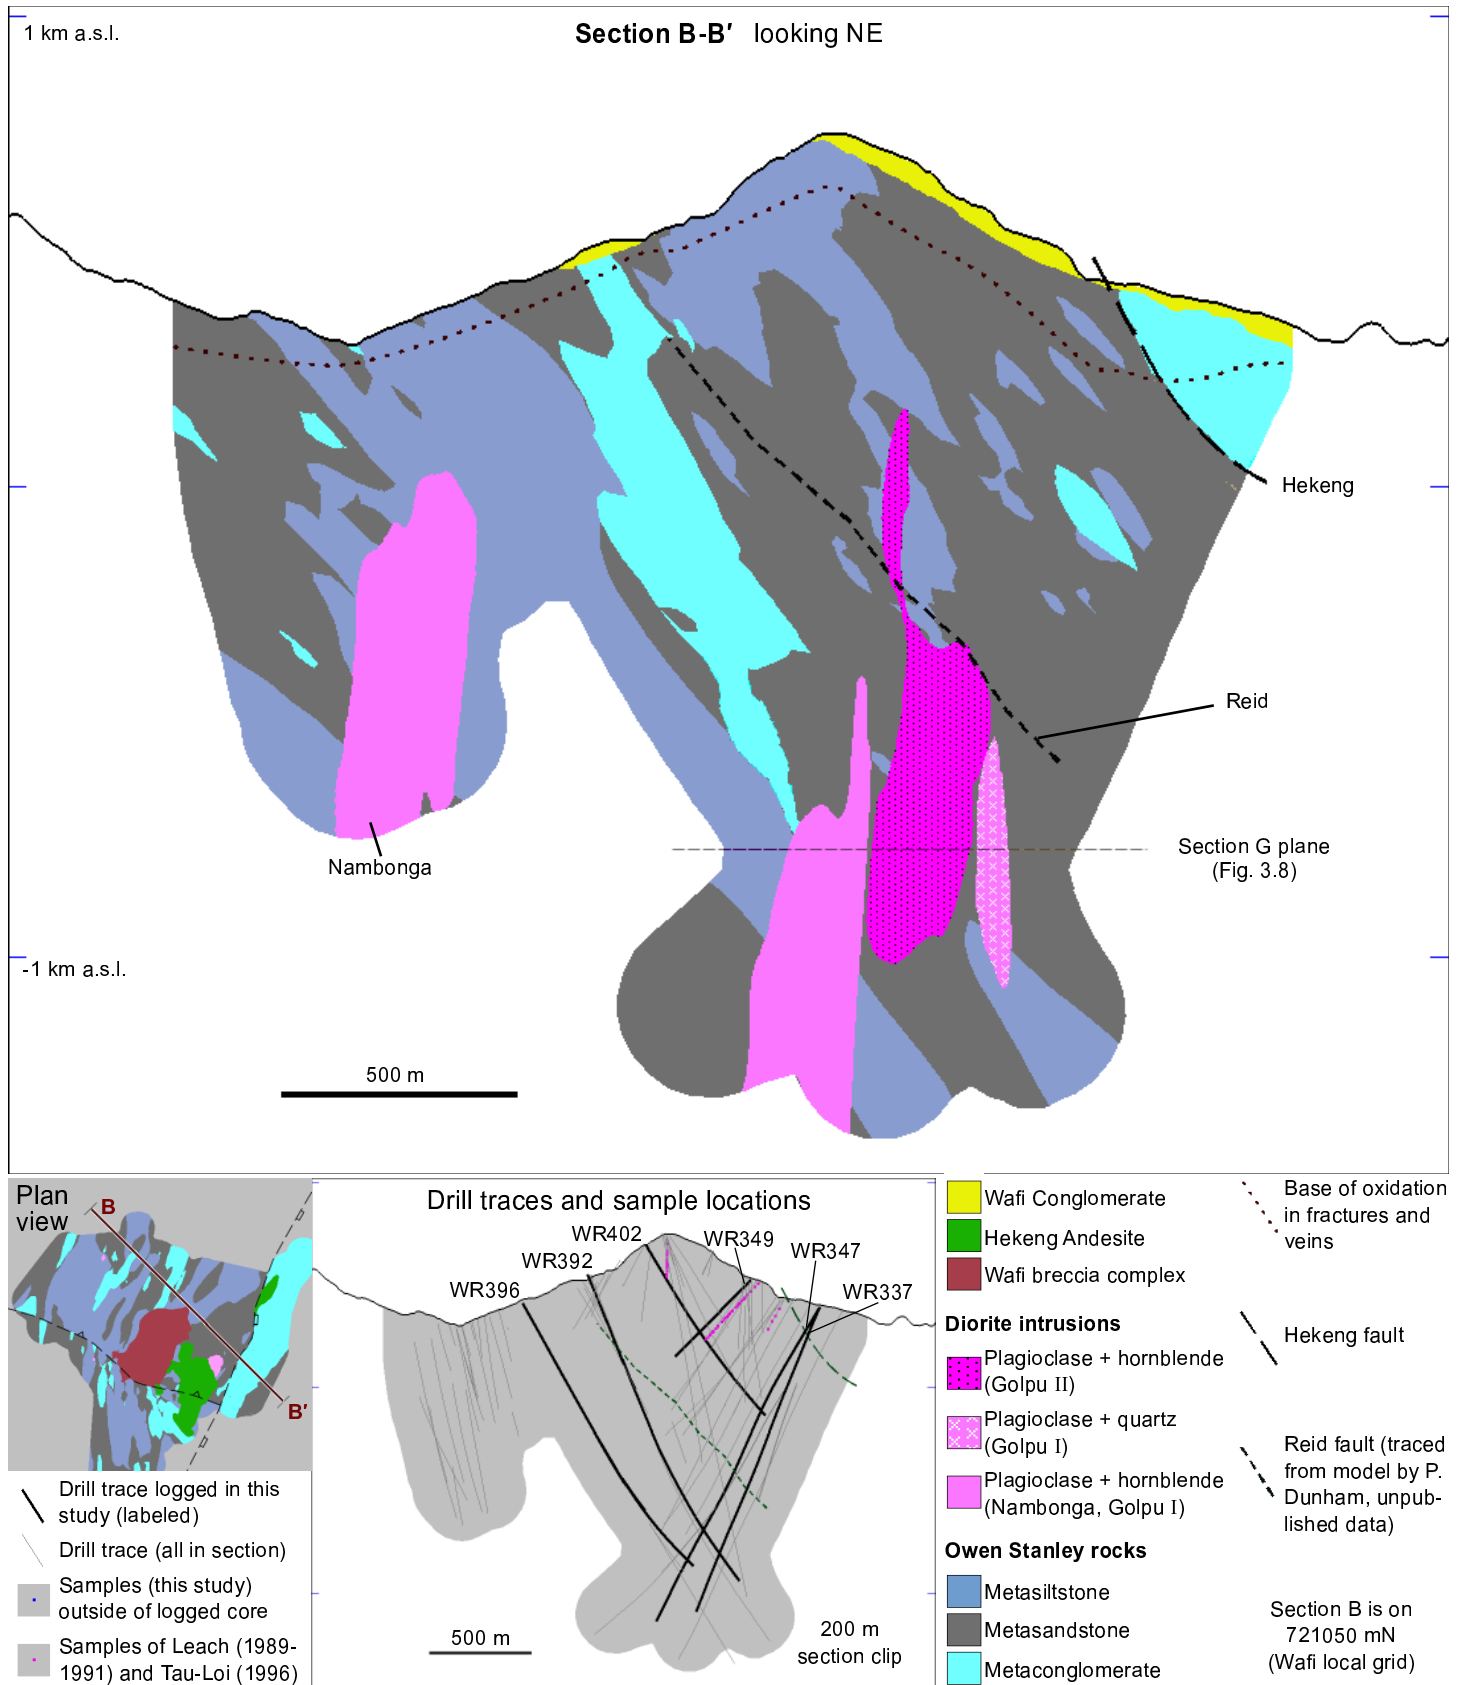 1 km a.s.l.
Section B-B′ looking NE
Hekeng
Reid
Section G plane
(Fig. 3.8)
Nambonga
-1 km a.s.l.
500 m
Plan
view
B
B′
Drill trace logged in this
study (labeled)
Drill trace (all in section)
Samples (this study)
outside of logged core
Samples of Leach (1989-
1991) and Tau-Loi (1996)
Drill traces and sample locations
WR402
WR349
WR347
WR392
WR396
WR337
500 m
200 m
section clip
Wafi Conglomerate
Hekeng Andesite
Wafi breccia complex
Diorite intrusions
Plagioclase + hornblende
(Golpu II)
Plagioclase + quartz
(Golpu I)
Plagioclase + hornblende
(Nambonga, Golpu I)
Owen Stanley rocks
Metasiltstone
Metasandstone
Metaconglomerate
Base of oxidation
in fractures and
veins
Hekeng fault
Reid fault (traced
from model by P.
Dunham, unpub-
lished data)
Section B is on
721050 mN
(Wafi local grid)